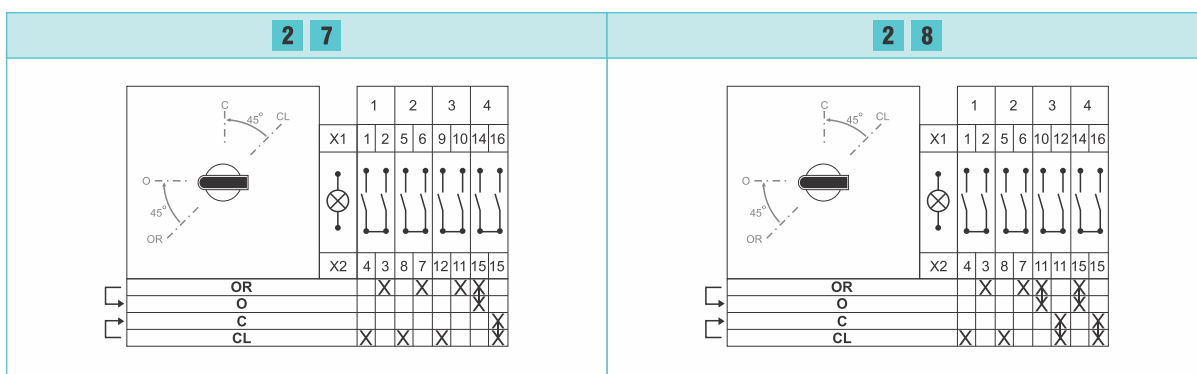 2 7
C
45°
CL
O
45°
OR
1 2 3 4
X1 1 2 5 6 9 10 14 16
X2 4 3 8 7 12 11 15 15
OR X X X X
O X
C X
CL X X X X
2 8
C
45°
CL
O
45°
OR
1 2 3 4
X1 1 2 5 6 10 12 14 16
X2 4 3 8 7 11 11 15 15
OR X X X X
O X X
C X X
CL X X X X